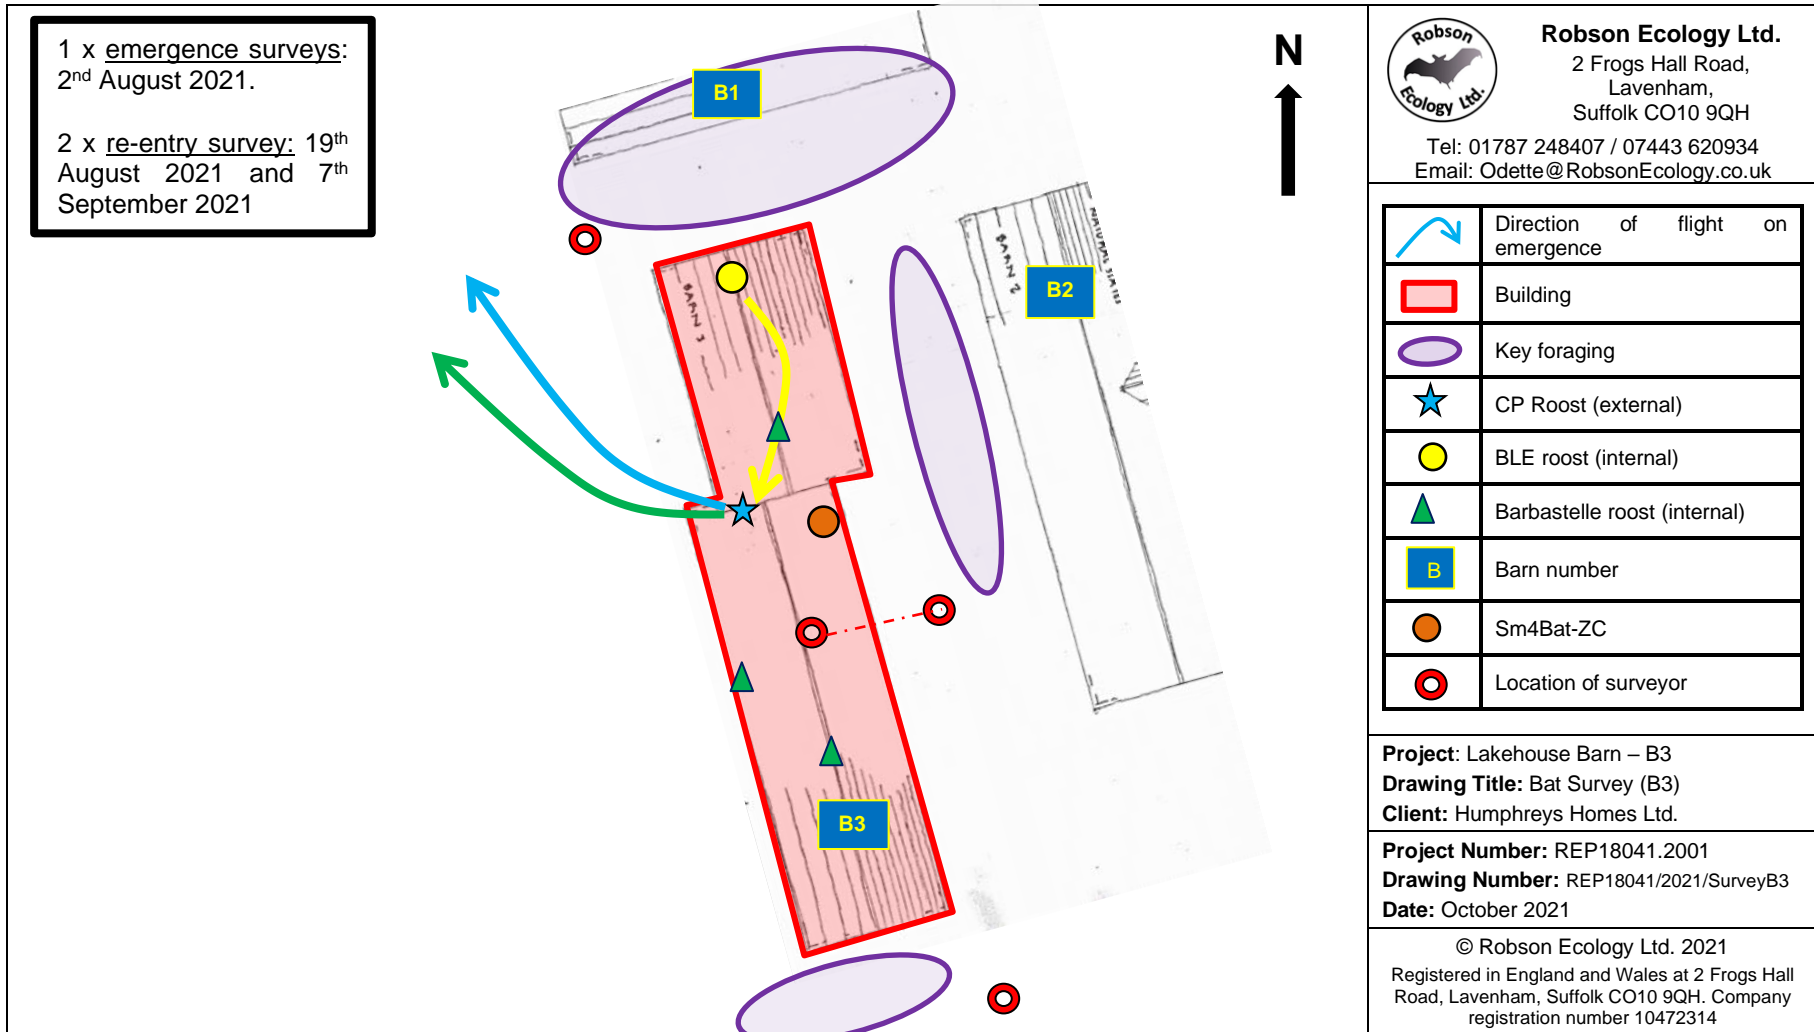 1 x emergence surveys:
2nd August 2021.
2 x re-entry survey: 19th
August 2021 and 7th
September 2021
N
B1
B2
B3
BARN 2
NATURAL SLATES
BARN 3
Robson
Ecology Ltd.
Robson Ecology Ltd.
2 Frogs Hall Road,
Lavenham,
Suffolk CO10 9QH
Tel: 01787 248407 / 07443 620934
Email: Odette@RobsonEcology.co.uk
Direction of flight on
emergence
Building
Key foraging
CP Roost (external)
BLE roost (internal)
Barbastelle roost (internal)
B
Barn number
Sm4Bat-ZC
Location of surveyor
Project: Lakehouse Barn – B3
Drawing Title: Bat Survey (B3)
Client: Humphreys Homes Ltd.
Project Number: REP18041.2001
Drawing Number: REP18041/2021/SurveyB3
Date: October 2021
© Robson Ecology Ltd. 2021
Registered in England and Wales at 2 Frogs Hall
Road, Lavenham, Suffolk CO10 9QH. Company
registration number 10472314